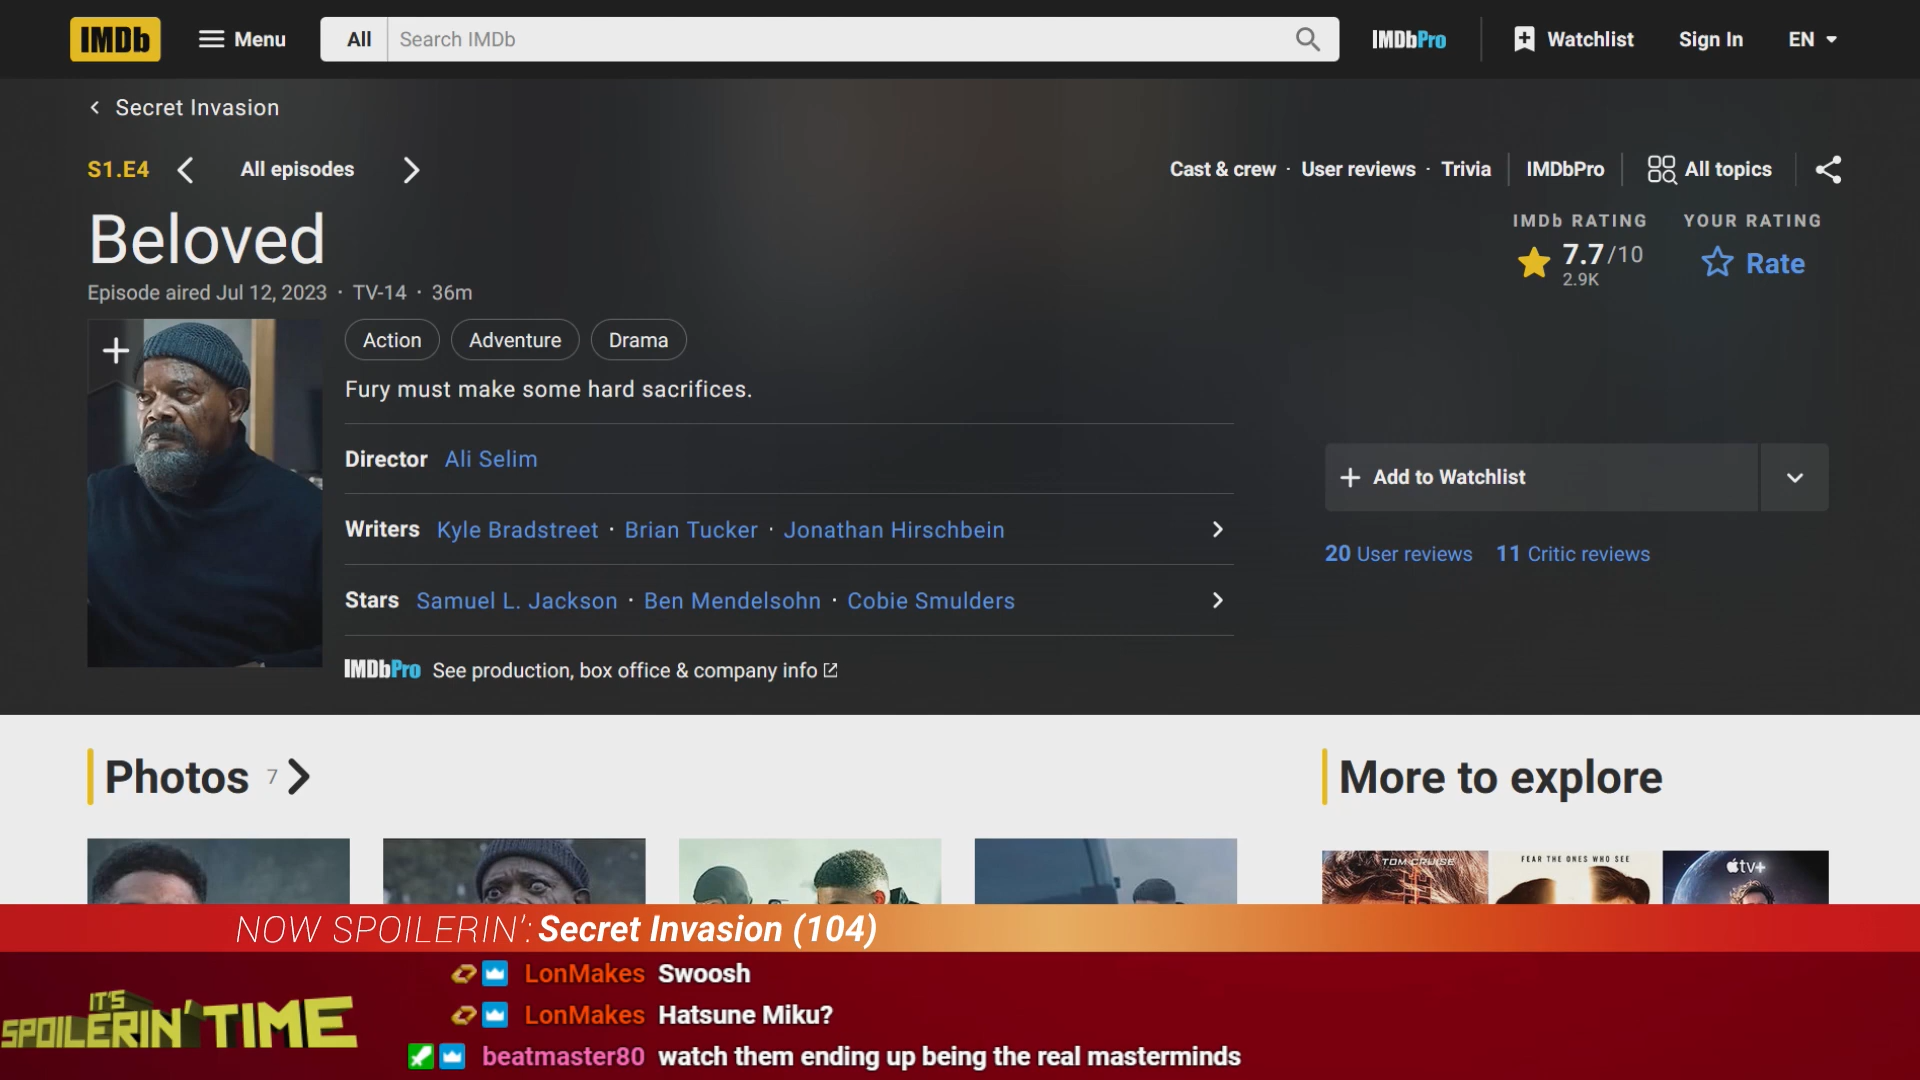 IMDb Menu All Search IMDb IMDbPro Watchlist Sign In EN
Secret Invasion
S1.E4 All episodes Cast & crew · User reviews · Trivia IMDbPro All topics
Beloved
IMDb RATING YOUR RATING
7.7/10 Rate
2.9K
Episode aired Jul 12, 2023 · TV-14 · 36m
Action Adventure Drama
Fury must make some hard sacrifices.
Director Ali Selim
Add to Watchlist
Writers Kyle Bradstreet · Brian Tucker · Jonathan Hirschbein
20 User reviews 11 Critic reviews
Stars Samuel L. Jackson · Ben Mendelsohn · Cobie Smulders
IMDbPro See production, box office & company info
Photos 7 More to explore
TOM CRUISE FEAR THE ONES WHO SEE tv+
NOW SPOILERIN': Secret Invasion (104)
IT'S SPOILERIN' TIME
LonMakes Swoosh
LonMakes Hatsune Miku?
beatmaster80 watch them ending up being the real masterminds